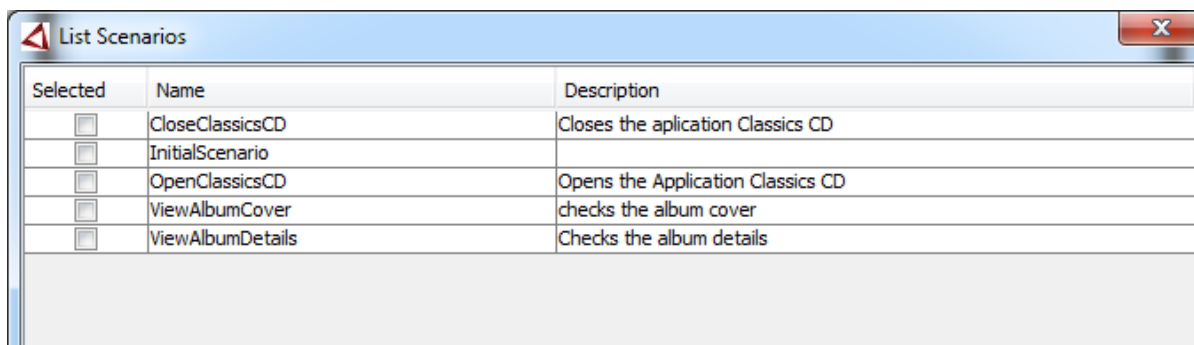 List Scenarios
Selected Name Description
CloseClassicsCD Closes the aplication Classics CD
InitialScenario
OpenClassicsCD Opens the Application Classics CD
ViewAlbumCover checks the album cover
ViewAlbumDetails Checks the album details